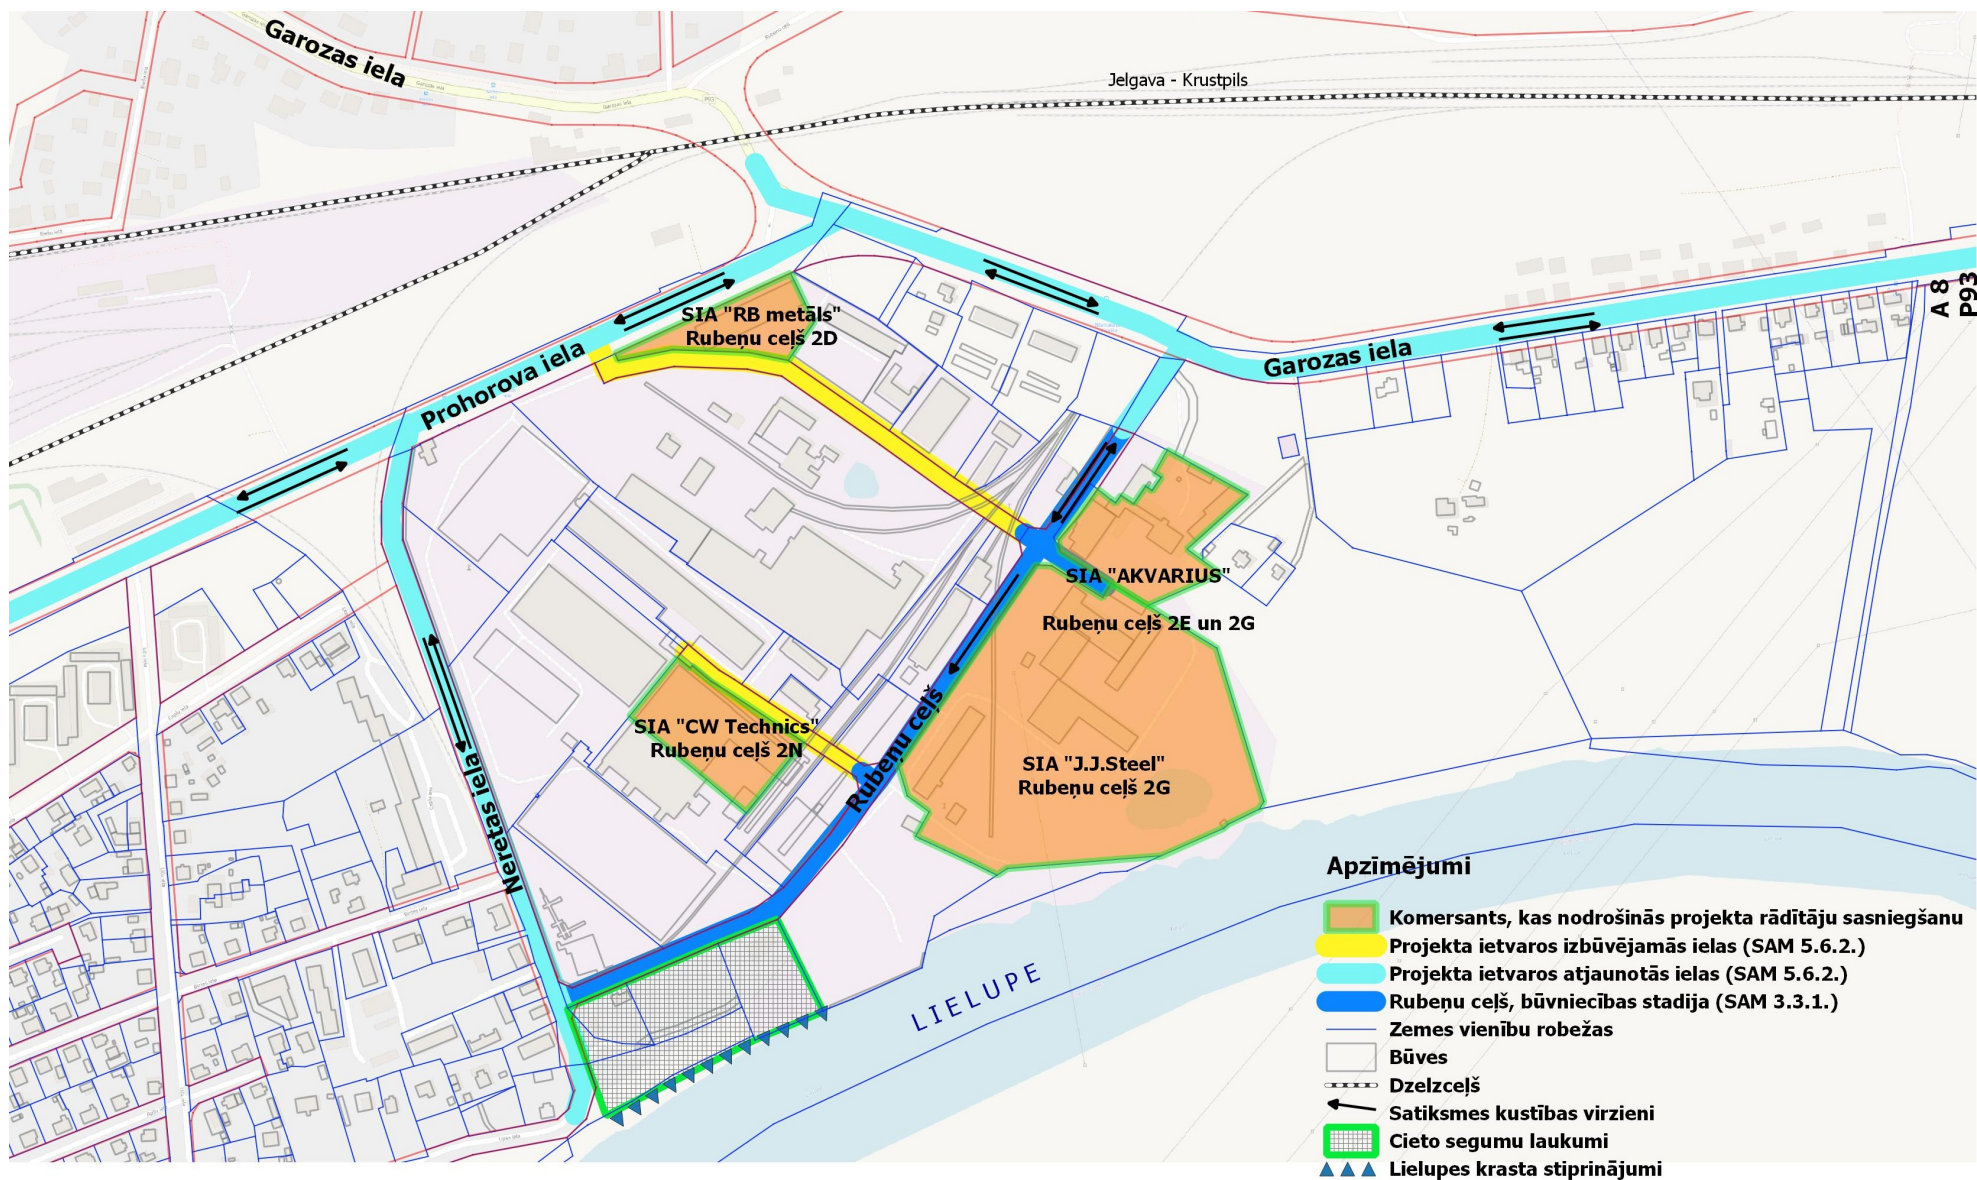 Garozas iela
Jelgava - Krustpils
SIA "RB metāls"
Rubeņu ceļš 2D
Prohorova iela
Garozas iela
A 8
P93
SIA "AKVARIUS"
Rubeņu ceļš 2E un 2G
SIA "CW Technics"
Rubeņu ceļš 2N
Rubeņu ceļš
SIA "J.J.Steel"
Rubeņu ceļš 2G
Neretas iela
LIELUPE
Apzīmējumi
Komersants, kas nodrošinās projekta rādītāju sasniegšanu
Projekta ietvaros izbūvējamās ielas (SAM 5.6.2.)
Projekta ietvaros atjaunotās ielas (SAM 5.6.2.)
Rubeņu ceļš, būvniecības stadija (SAM 3.3.1.)
Zemes vienību robežas
Būves
Dzelzceļš
Satiksmes kustības virzieni
Cieto segumu laukumi
Lielupes krasta stiprinājumi